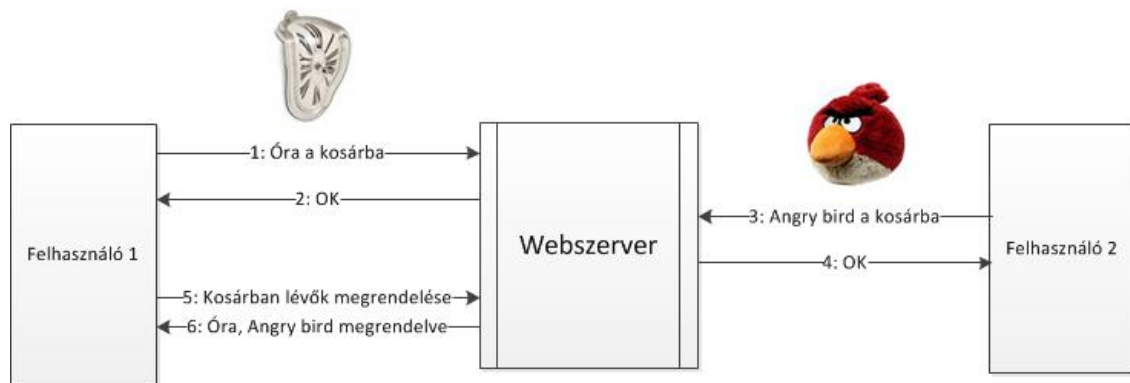 1: Óra a kosárba
2: OK
3: Angry bird a kosárba
Felhasználó 1
Webszerver
Felhasználó 2
4: OK
5: Kosárban lévők megrendelése
6: Óra, Angry bird megrendelve